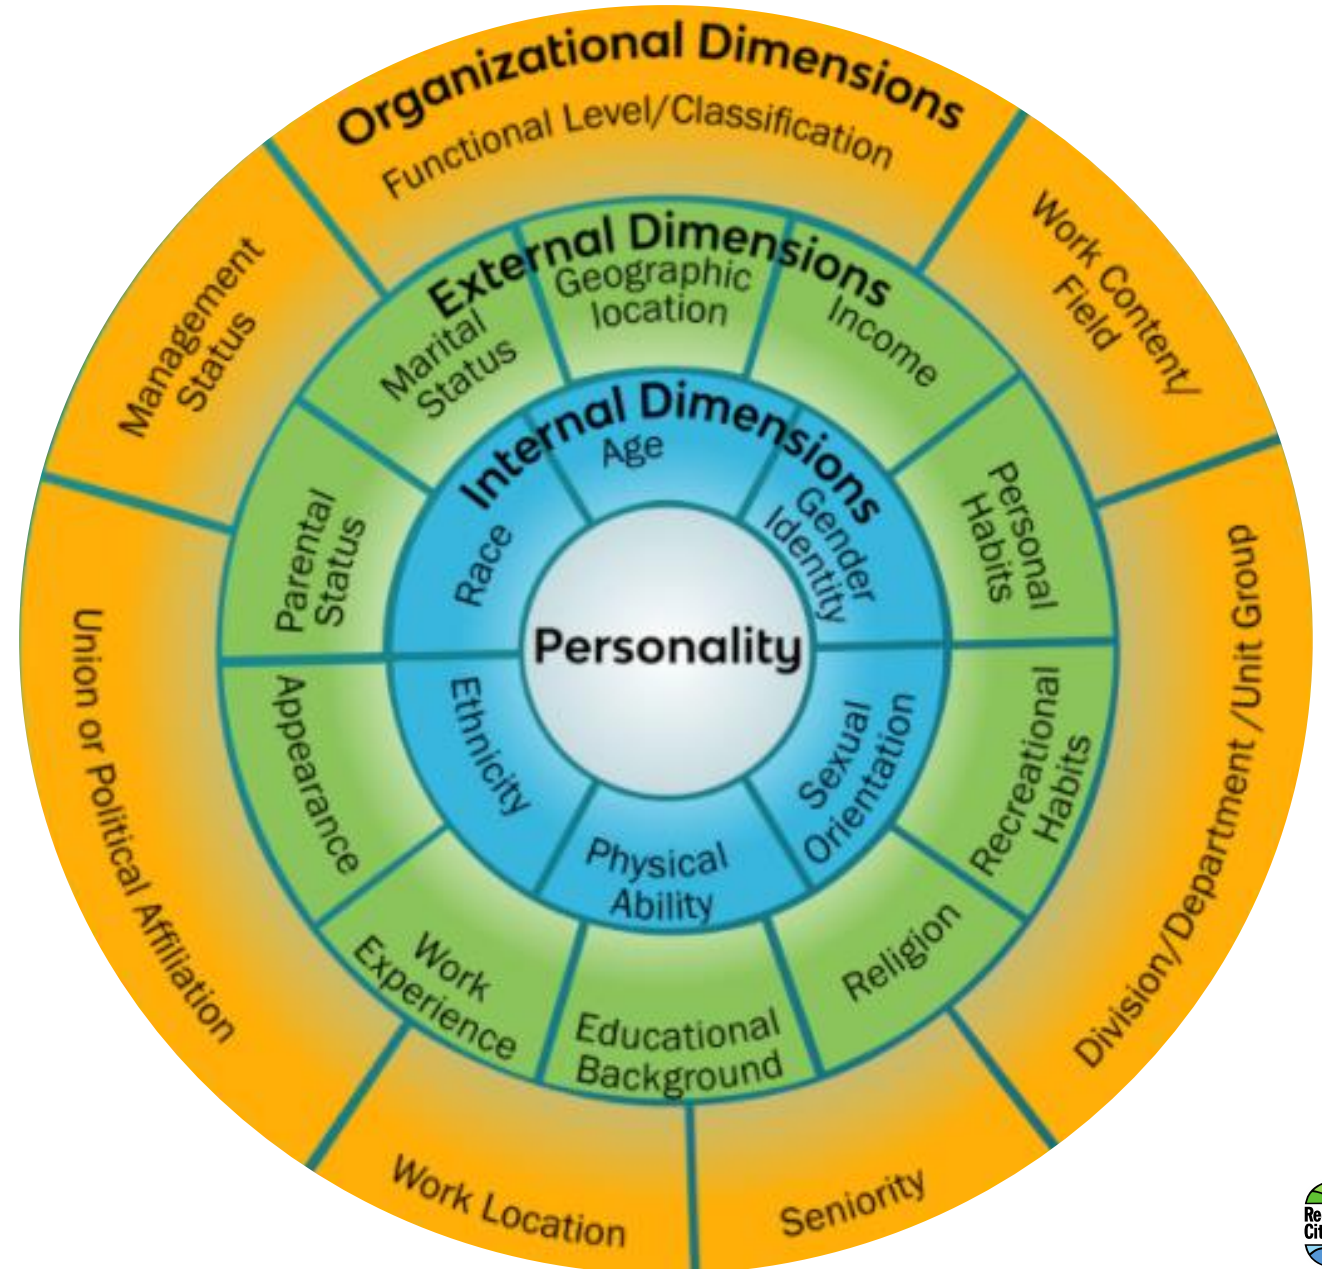 Organizational Dimensions
Functional Level/Classification
Work Content/
Field
Division/Department /Unit Group
Seniority
Work Location
Union or Political Affiliation
Management
Status
External Dimensions
Geographic
location
Income
Personal
Habits
Recreational
Habits
Religion
Educational
Background
Work
Experience
Appearance
Parental
Status
Marital
Status
Internal Dimensions
Age
Gender
Identity
Sexual
Orientation
Physical
Ability
Ethnicity
Race
Personality
Re
Cit